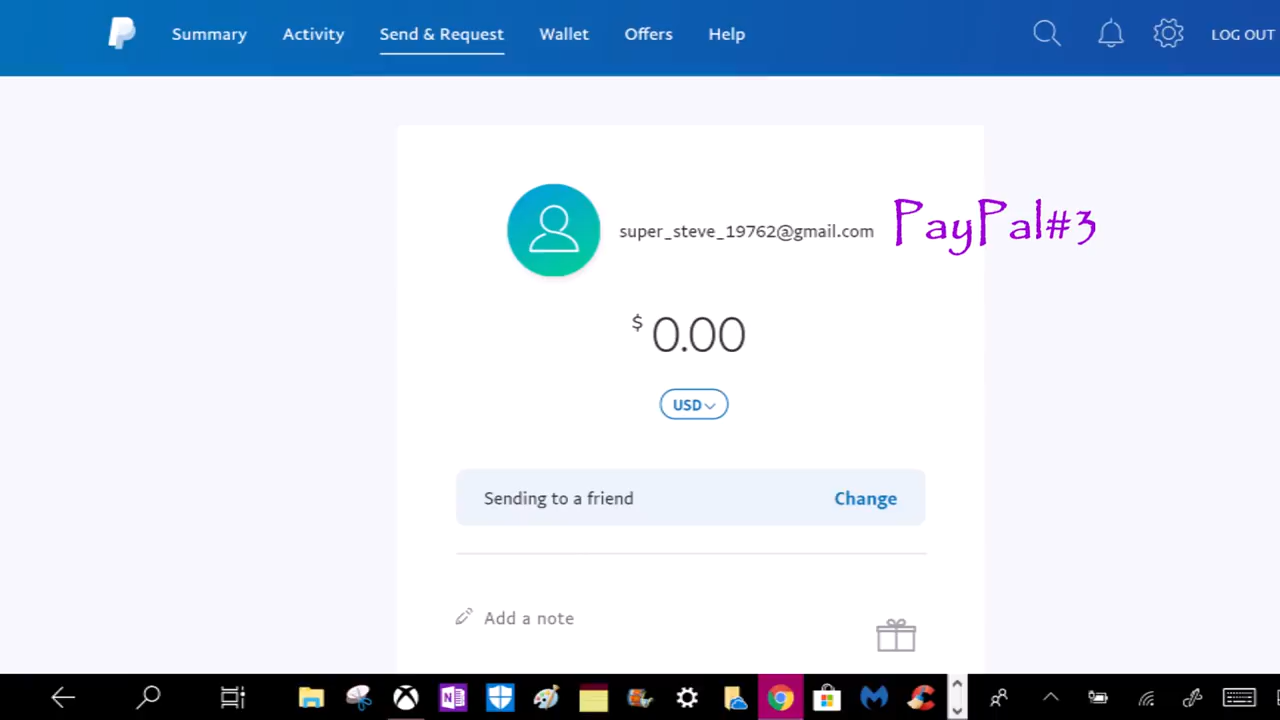 Summary Activity Send & Request Wallet Offers Help LOG OUT
super_steve_19762@gmail.com PayPal#3
$ 0.00
USD
Sending to a friend Change
Add a note